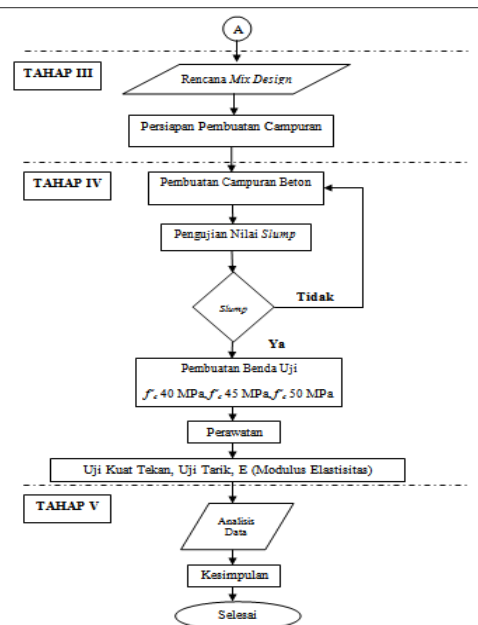 A
TAHAP III
Rencana Mix Design
Persiapan Pembuatan Campuran
TAHAP IV
Pembuatan Campuran Beton
Pengujian Nilai Slump
Slump
Tidak
Ya
Pembuatan Benda Uji
f'c 40 MPa,f'c 45 MPa,f'c 50 MPa
Perawatan
Uji Kuat Tekan, Uji Tarik, E (Modulus Elastisitas)
TAHAP V
Analisis
Data
Kesimpulan
Selesai